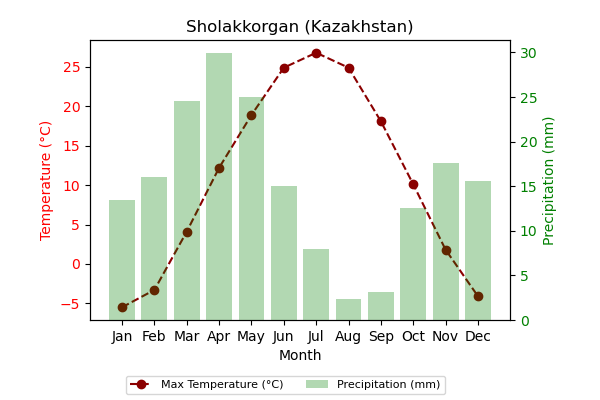 Sholakkorgan (Kazakhstan)
Temperature (°C)
25
20
15
10
5
0
−5
30
25
20
15
10
5
0
Precipitation (mm)
Jan Feb Mar Apr May Jun Jul Aug Sep Oct Nov Dec
Month
Max Temperature (°C) Precipitation (mm)